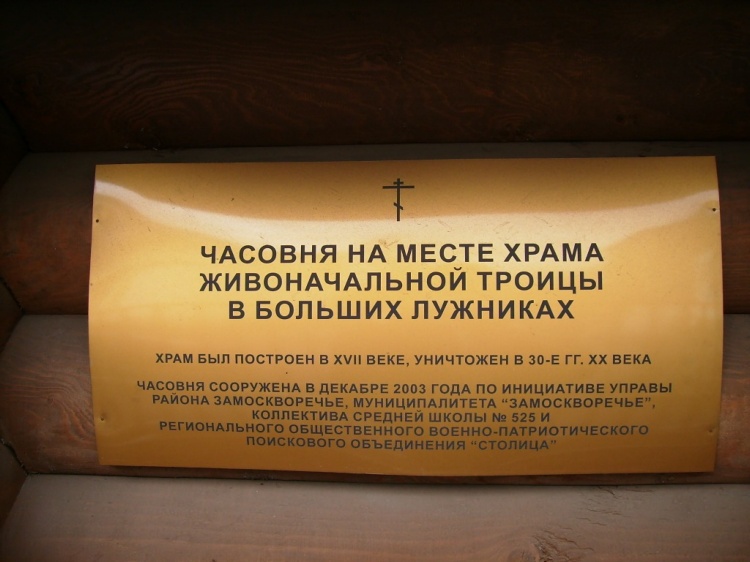 ЧАСОВНЯ НА МЕСТЕ ХРАМА
ЖИВОНАЧАЛЬНОЙ ТРОИЦЫ
В БОЛЬШИХ ЛУЖНИКАХ
ХРАМ БЫЛ ПОСТРОЕН В XVII ВЕКЕ, УНИЧТОЖЕН В 30-Е ГГ. XX ВЕКА
ЧАСОВНЯ СООРУЖЕНА В ДЕКАБРЕ 2003 ГОДА ПО ИНИЦИАТИВЕ УПРАВЫ
РАЙОНА ЗАМОСКВОРЕЧЬЕ, МУНИЦИПАЛИТЕТА “ЗАМОСКВОРЕЧЬЕ”,
КОЛЛЕКТИВА СРЕДНЕЙ ШКОЛЫ № 525 И
РЕГИОНАЛЬНОГО ОБЩЕСТВЕННОГО ВОЕННО-ПАТРИОТИЧЕСКОГО
ПОИСКОВОГО ОБЪЕДИНЕНИЯ “СТОЛИЦА”